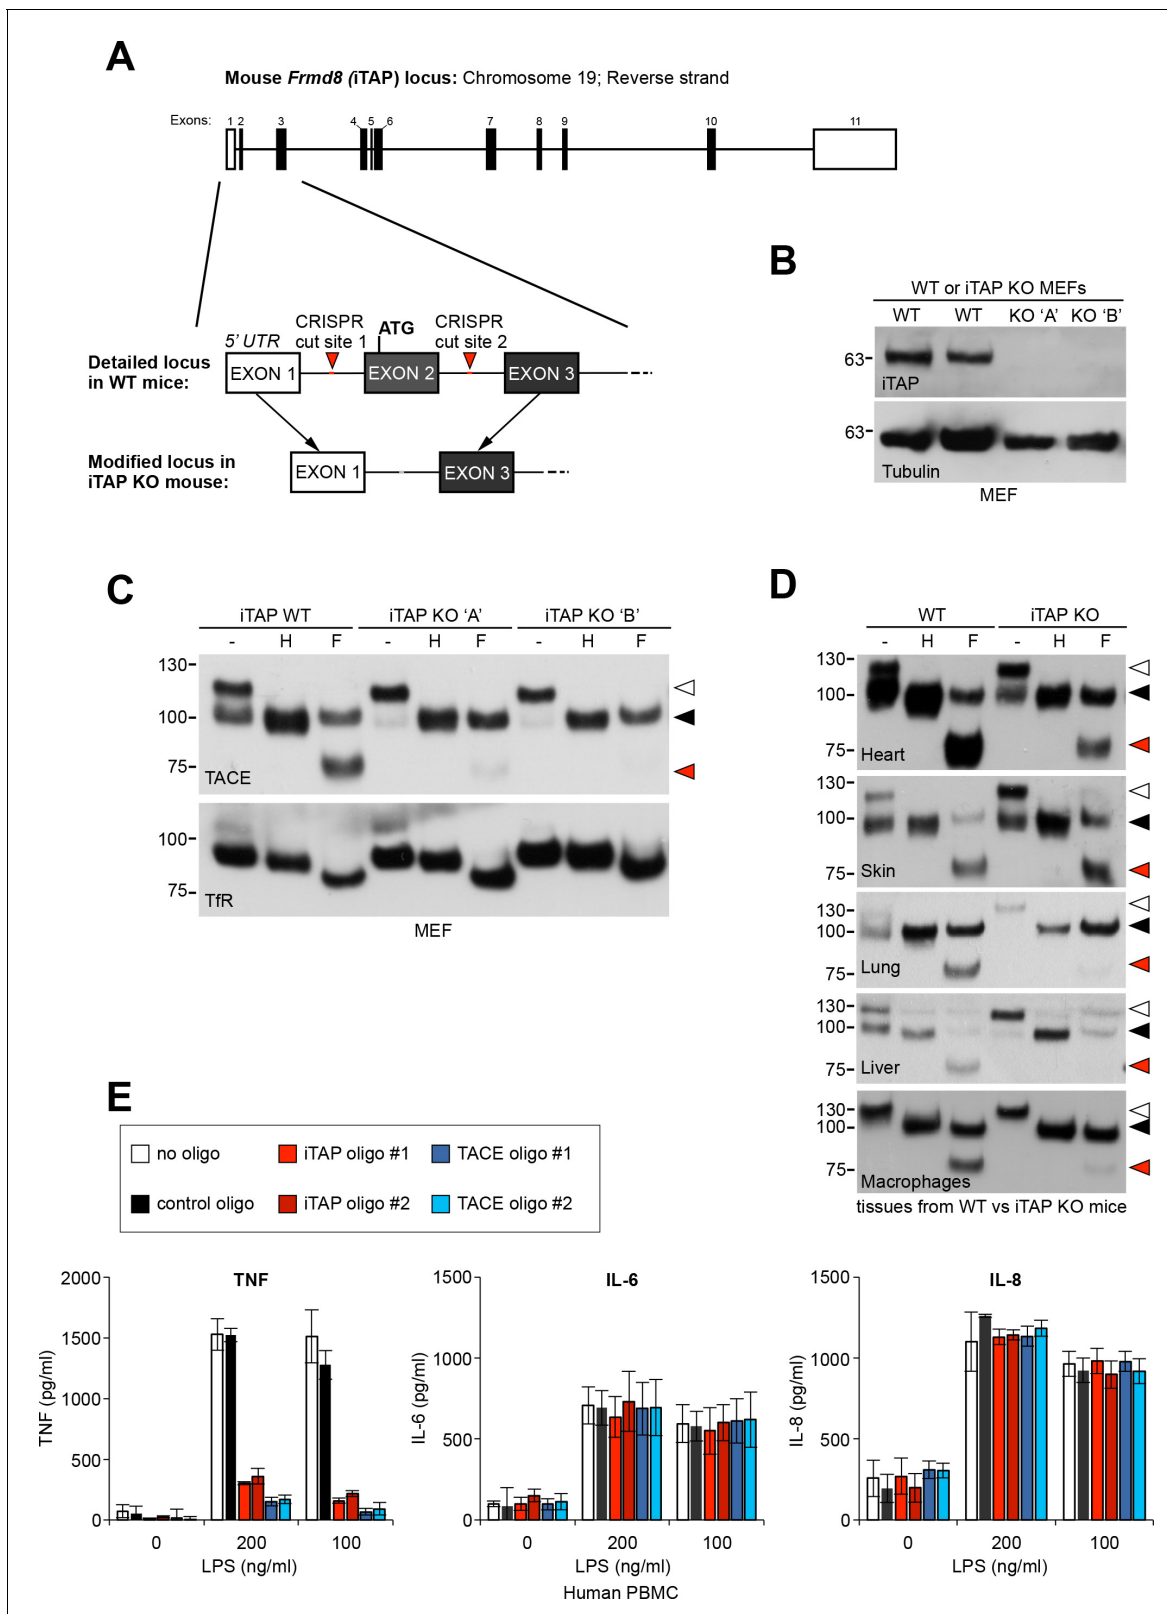 A
Mouse Frmd8 (iTAP) locus: Chromosome 19; Reverse strand
Exons: 1 2 3 4 5 6 7 8 9 10 11
5' UTR
CRISPR
cut site 1
ATG
CRISPR
cut site 2
Detailed locus
in WT mice:
EXON 1 EXON 2 EXON 3
Modified locus in
iTAP KO mouse:
EXON 1 EXON 3
B
WT or iTAP KO MEFs
WT WT KO ‘A’ KO ‘B’
63-
iTAP
63-
Tubulin
MEF
C
iTAP WT iTAP KO ‘A’ iTAP KO ‘B’
- H F - H F - H F
130-
100-
75-
TACE
100-
75-
TfR
MEF
D
WT iTAP KO
- H F - H F
130-
100-
75-
Heart
130-
100-
75-
Skin
130-
100-
75-
Lung
130-
100-
75-
Liver
130-
100-
75-
Macrophages
tissues from WT vs iTAP KO mice
E
no oligo iTAP oligo #1 TACE oligo #1
control oligo iTAP oligo #2 TACE oligo #2
TNF
TNF (pg/ml)
2000
1500
1000
500
0
0 200 100
LPS (ng/ml)
IL-6
IL-6 (pg/ml)
1500
1000
500
0
0 200 100
LPS (ng/ml)
Human PBMC
IL-8
IL-8 (pg/ml)
1500
1000
500
0
0 200 100
LPS (ng/ml)